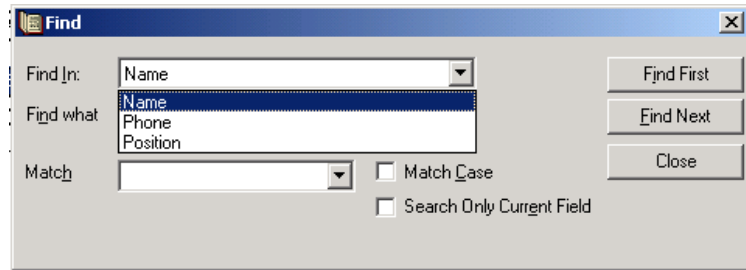 Find
Find In: Name Find First
Name
Find what Phone Find Next
Position
Match Match Case Close
Search Only Current Field